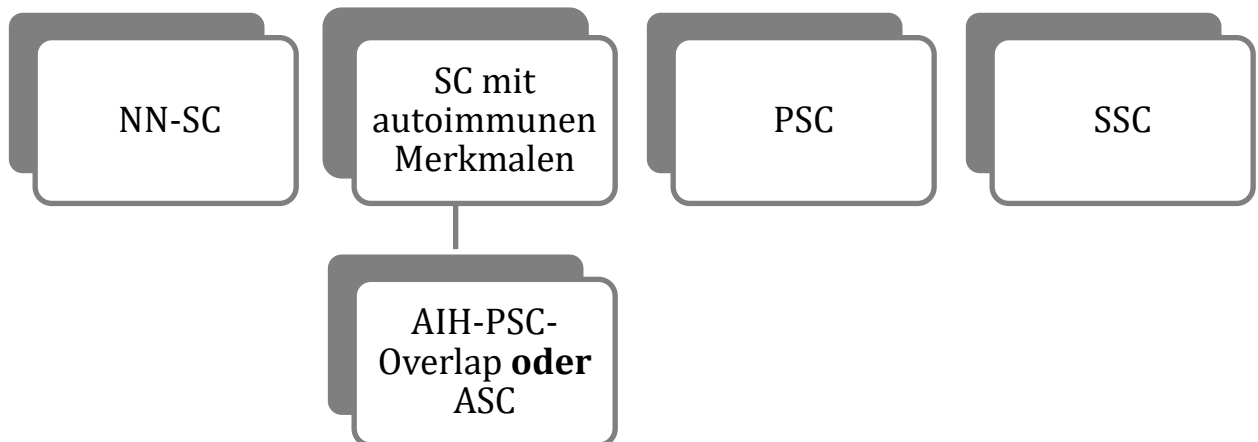 NN-SC
SC mit
autoimmunen
Merkmalen
PSC
SSC
AIH-PSC-
Overlap oder
ASC